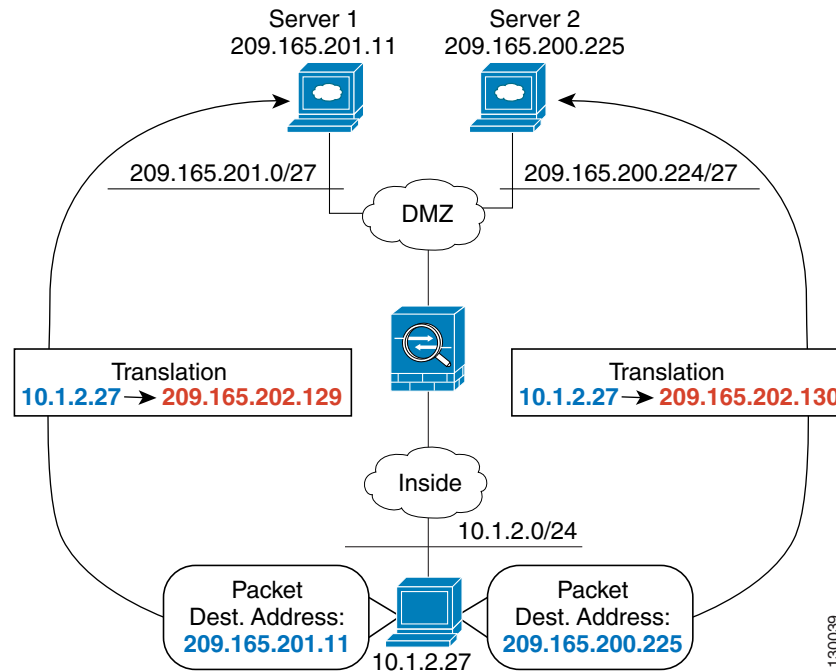 Server 1
209.165.201.11
Server 2
209.165.200.225
209.165.201.0/27
209.165.200.224/27
DMZ
Translation
10.1.2.27 209.165.202.129
Translation
10.1.2.27 209.165.202.130
Inside
10.1.2.0/24
Packet
Dest. Address:
209.165.201.11
Packet
Dest. Address:
209.165.200.225
10.1.2.27
130039